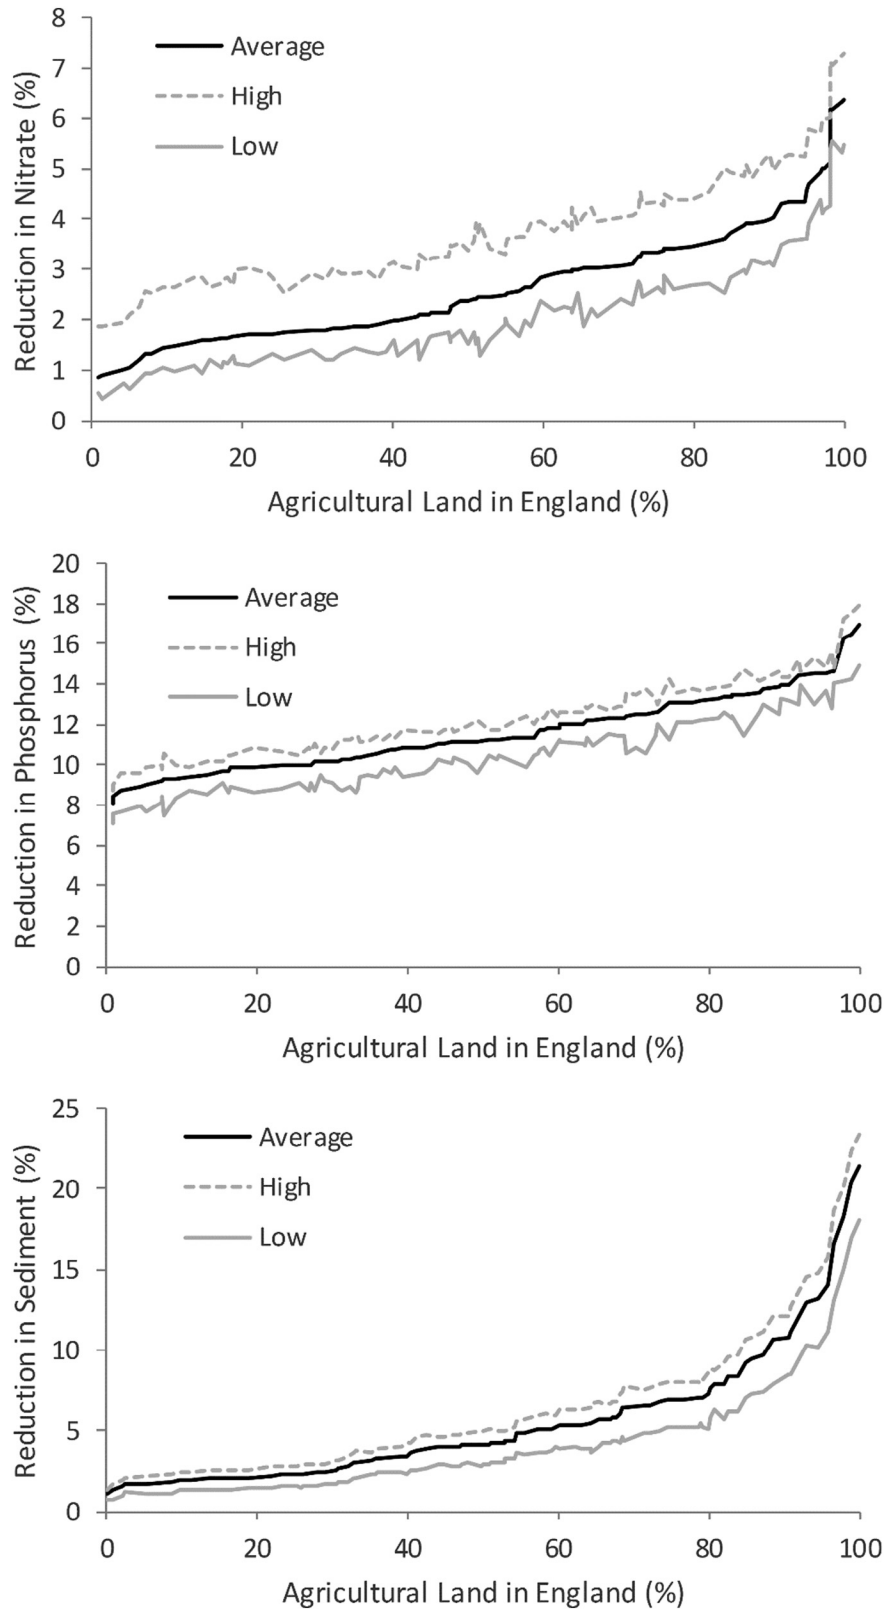 Reduction in Nitrate (%)
8
7
6
5
4
3
2
1
0
Average
High
Low
0 20 40 60 80 100
Agricultural Land in England (%)
Reduction in Phosphorus (%)
20
18
16
14
12
10
8
6
4
2
0
Average
High
Low
0 20 40 60 80 100
Agricultural Land in England (%)
Reduction in Sediment (%)
25
20
15
10
5
0
Average
High
Low
0 20 40 60 80 100
Agricultural Land in England (%)